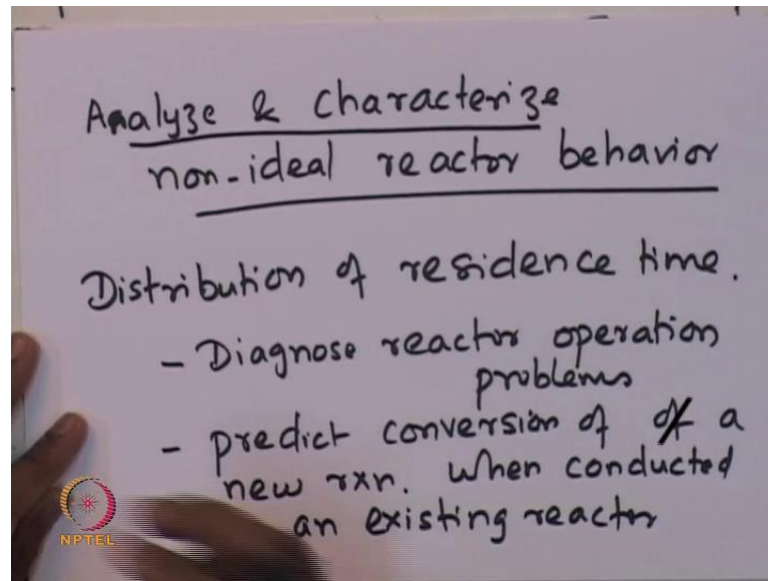 Analyze & Characterize
non-ideal reactor behavior
Distribution of residence time.
- Diagnose reactor operation
problems
- predict conversion of of a
new rxn. when conducted
an existing reactor
NPTEL